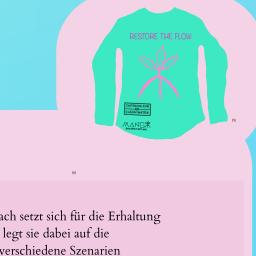 RESTORE THE FLOW
ach setzt sich für die Erhaltung
legt sie dabei auf die
verschiedene Szenarien